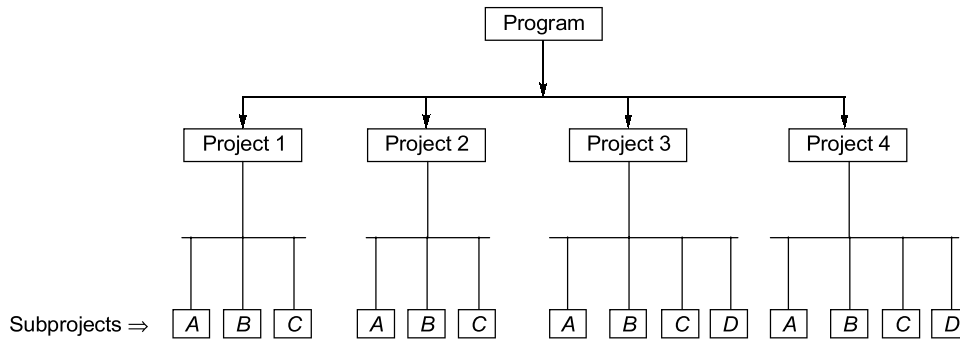 Program
Project 1 Project 2 Project 3 Project 4
Subprojects ⇒ A B C A B C A B C D A B C D